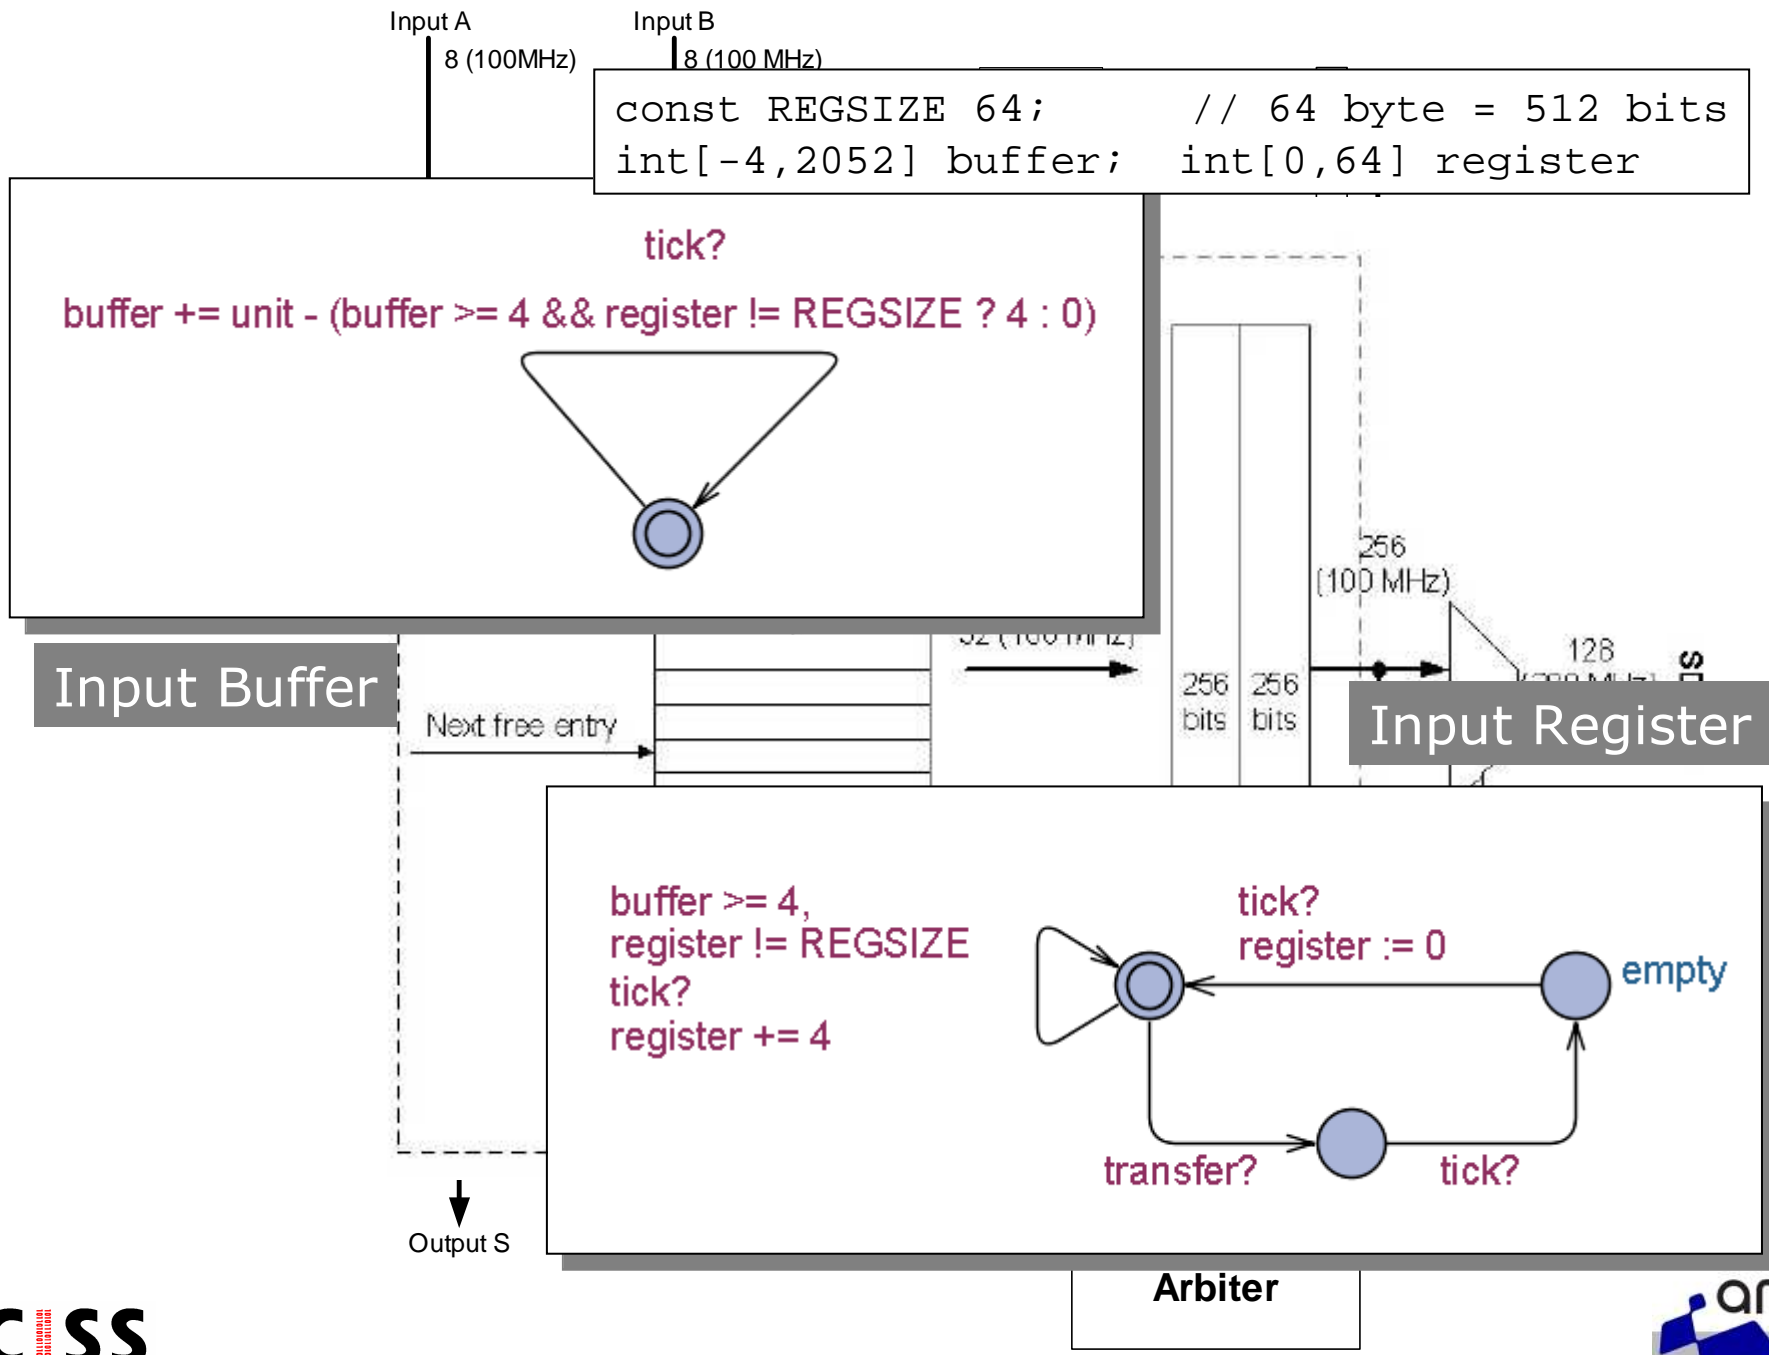 Input A
Input B
8 (100MHz)
8 (100 MHz)
const REGSIZE 64; // 64 byte = 512 bits
int[-4,2052] buffer; int[0,64] register
tick?
buffer += unit - (buffer >= 4 && register != REGSIZE ? 4 : 0)
256
(100 MHz)
128
Input Buffer
256 256
bits bits
Input Register
Next free entry
buffer >= 4,
register != REGSIZE
tick?
register += 4
tick?
register := 0
empty
transfer?
tick?
Output S
Arbiter
CISS